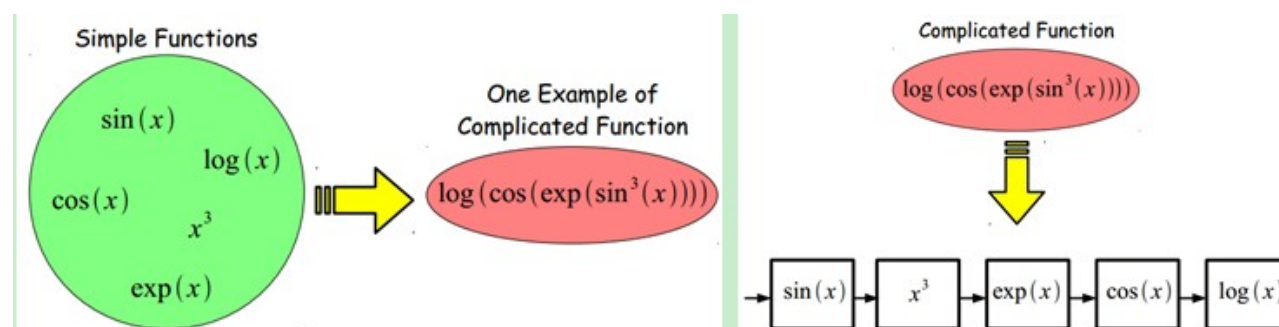 Simple Functions
sin(x)
log(x)
cos(x)
x³
exp(x)
One Example of
Complicated Function
log(cos(exp(sin³(x))))
Complicated Function
log(cos(exp(sin³(x))))
sin(x)
x³
exp(x)
cos(x)
log(x)